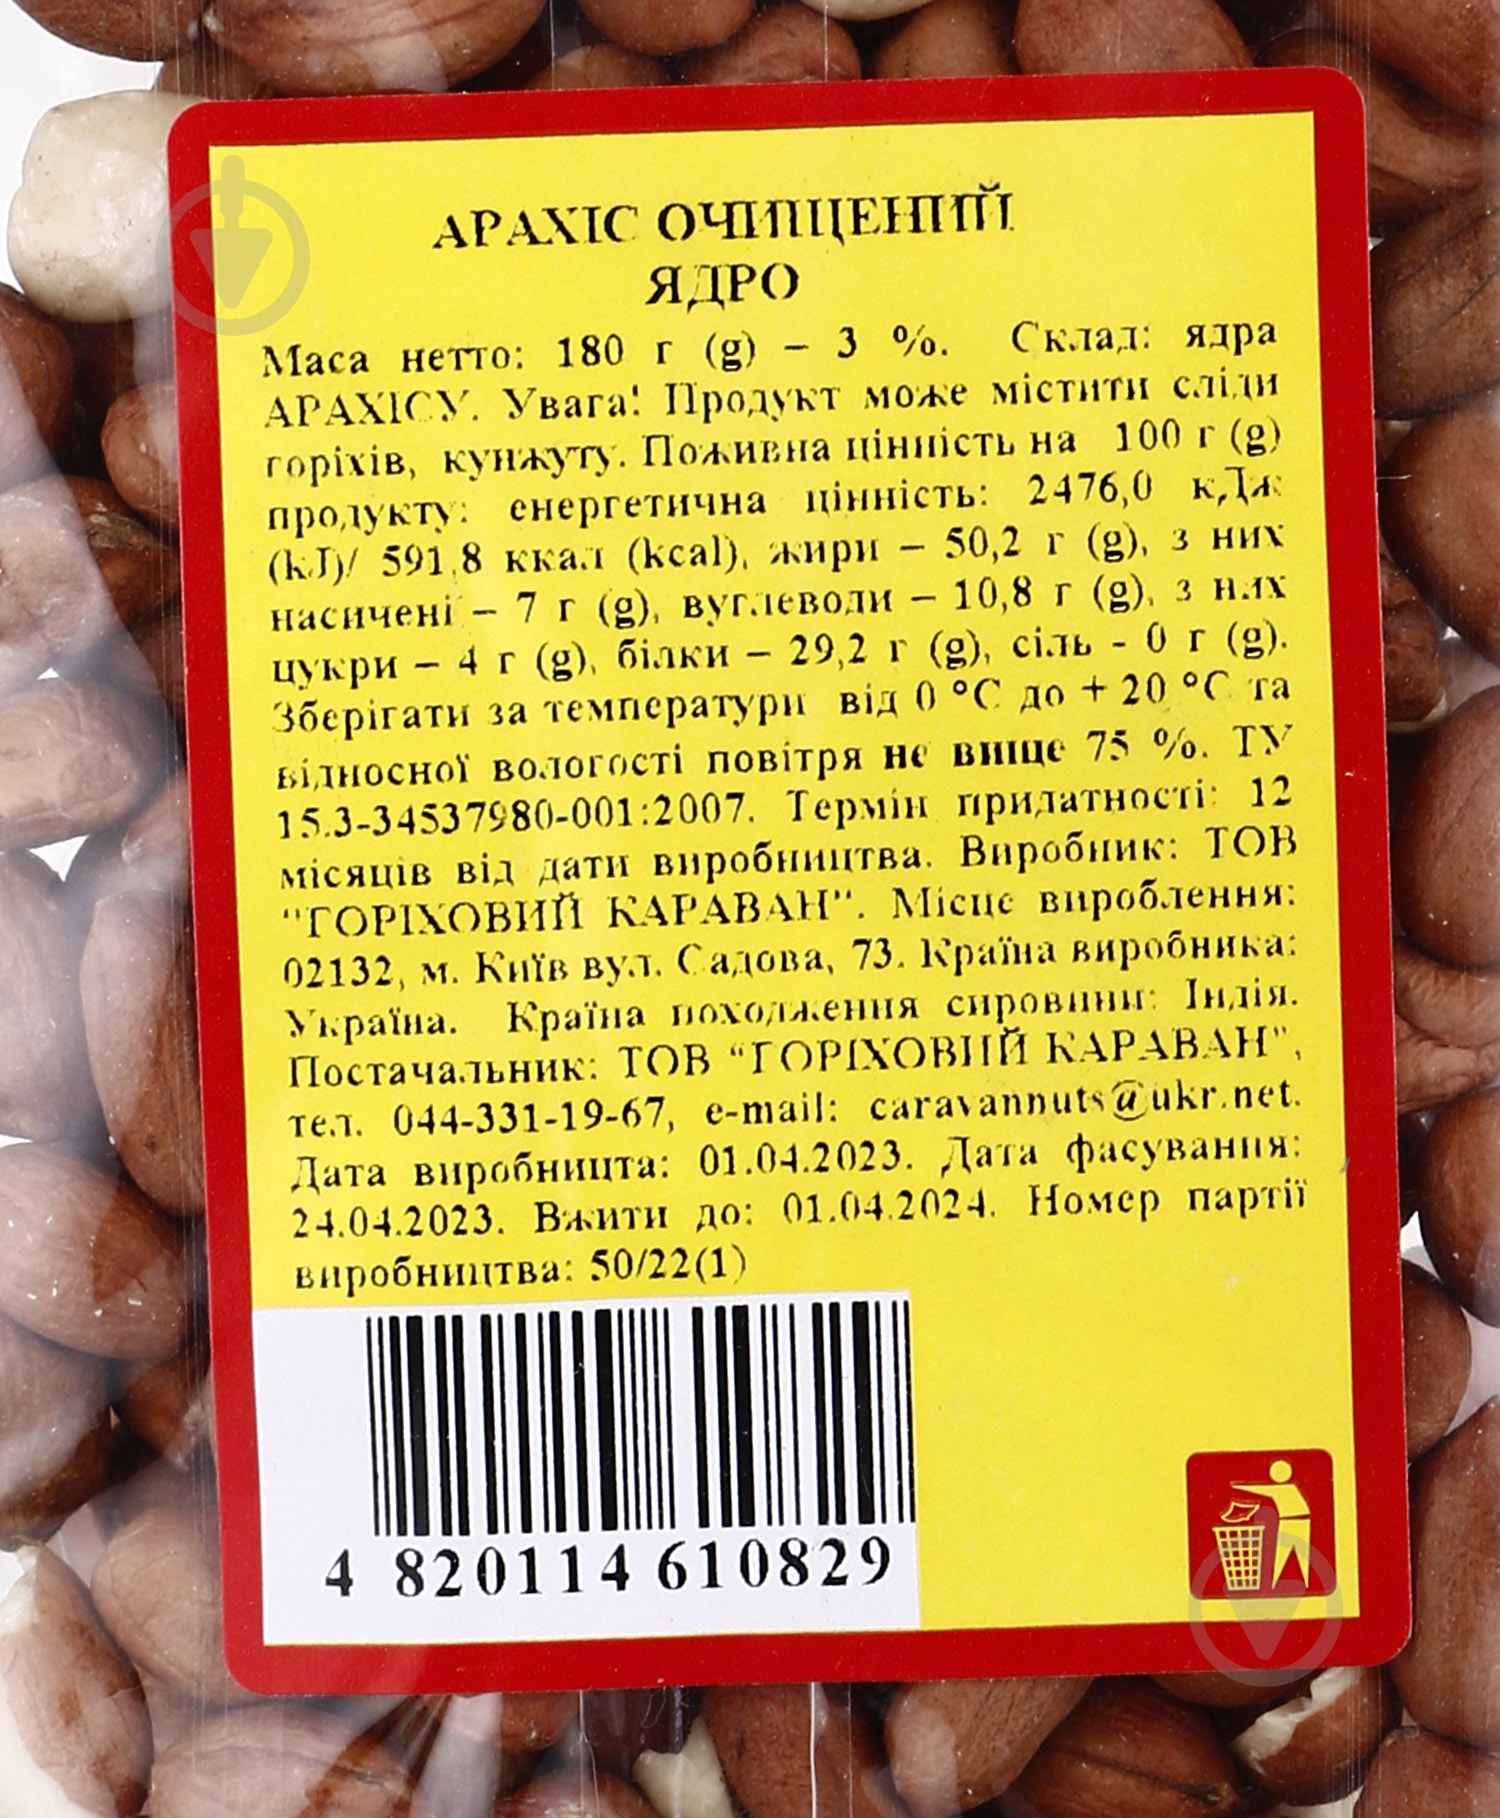 АРАХІС ОЧИЩЕНИЙ
ЯДРО
Маса нетто: 180 г (g) – 3 %. Склад: ядра
АРАХІСУ. Увага! Продукт може містити сліди
горіхів, кунжуту. Поживна цінність на 100 г (g)
продукту: енергетична цінність: 2476,0 кДж
(kJ)/ 591,8 ккал (kcal), жири – 50,2 г (g), з них
насичені – 7 г (g), вуглеводи – 10,8 г (g), з них
цукри – 4 г (g), білки – 29,2 г (g), сіль - 0 г (g).
Зберігати за температури від 0 °С до + 20 °С та
відносної вологості повітря не вище 75 %. ТУ
15.3-34537980-001:2007. Термін придатності: 12
місяців від дати виробництва. Виробник: ТОВ
"ГОРІХОВИЙ КАРАВАН". Місце вироблення:
02132, м. Київ вул. Садова, 73. Країна виробника:
Україна. Країна походження сировини: Індія.
Постачальник: ТОВ "ГОРІХОВИЙ КАРАВАН",
тел. 044-331-19-67, e-mail: caravannuts@ukr.net.
Дата виробницта: 01.04.2023. Дата фасування:
24.04.2023. Вжити до: 01.04.2024. Номер партії
виробництва: 50/22(1)
4 820114 610829